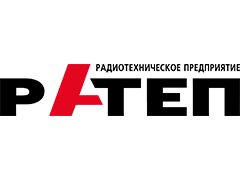 РАДИОТЕХНИЧЕСКОЕ ПРЕДПРИЯТИЕ
РАТЕП